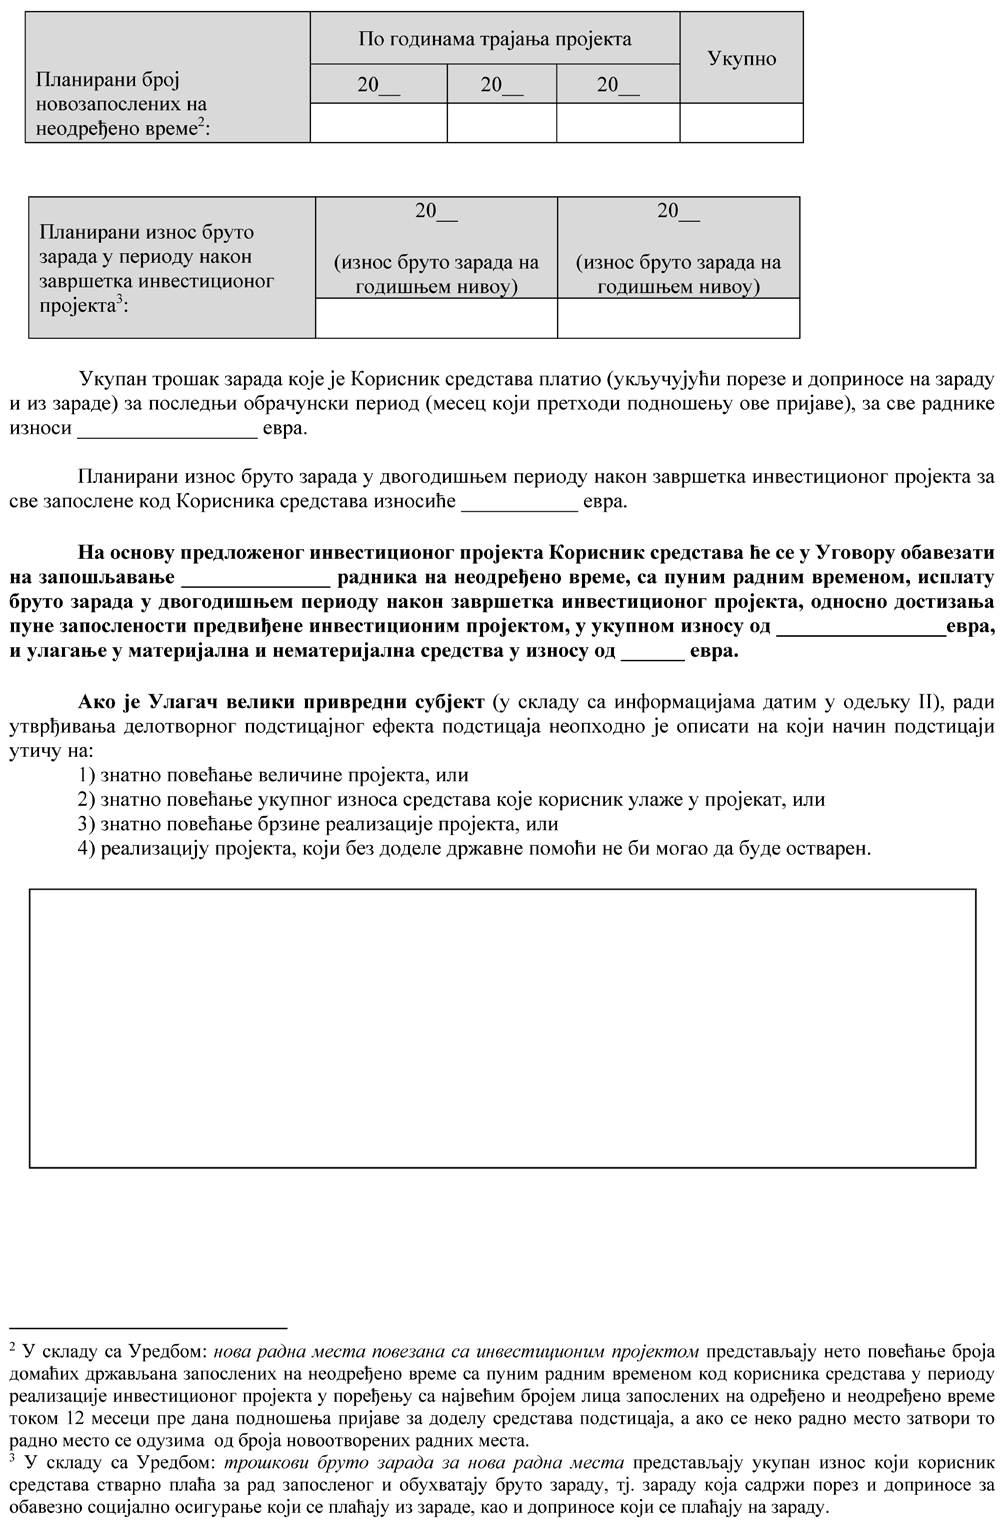 По годинама трајања пројекта
Укупно
Планирани број
новозапослених на
неодређено време²:
20__ 20__ 20__
Планирани износ бруто
зарада у периоду након
завршетка инвестиционог
пројекта³:
20__
(износ бруто зарада на
годишњем нивоу)
20__
(износ бруто зарада на
годишњем нивоу)
Укупан трошак зарада које је Корисник средстава платио (укључујући порезе и доприносе на зараду
и из зараде) за последњи обрачунски период (месец који претходи подношењу ове пријаве), за све раднике
износи _________________ евра.
Планирани износ бруто зарада у двогодишњем периоду након завршетка инвестиционог пројекта за
све запослене код Корисника средстава износиће ___________ евра.
На основу предложеног инвестиционог пројекта Корисник средстава ће се у Уговору обавезати
на запошљавање ______________ радника на неодређено време, са пуним радним временом, исплату
бруто зарада у двогодишњем периоду након завршетка инвестиционог пројекта, односно достизања
пуне запослености предвиђене инвестиционим пројектом, у укупном износу од ________________евра,
и улагање у материјална и нематеријална средства у износу од ______ евра.
Ако је Улагач велики привредни субјект (у складу са информацијама датим у одељку II), ради
утврђивања делотворног подстицајног ефекта подстицаја неопходно је описати на који начин подстицаји
утичу на:
1) знатно повећање величине пројекта, или
2) знатно повећање укупног износа средстава које корисник улаже у пројекат, или
3) знатно повећање брзине реализације пројекта, или
4) реализацију пројекта, који без доделе државне помоћи не би могао да буде остварен.
² У складу са Уредбом: нова радна места повезана са инвестиционим пројектом представљају нето повећање броја
домаћих држављана запослених на неодређено време са пуним радним временом код корисника средстава у периоду
реализације инвестиционог пројекта у поређењу са највећим бројем лица запослених на одређено и неодређено време
током 12 месеци пре дана подношења пријаве за доделу средстава подстицаја, а ако се неко радно место затвори то
радно место се одузима од броја новоотворених радних места.
³ У складу са Уредбом: трошкови бруто зарада за нова радна места представљају укупан износ који корисник
средстава стварно плаћа за рад запосленог и обухватају бруто зараду, тј. зараду која садржи порез и доприносе за
обавезно социјално осигурање који се плаћају из зараде, као и доприносе који се плаћају на зараду.